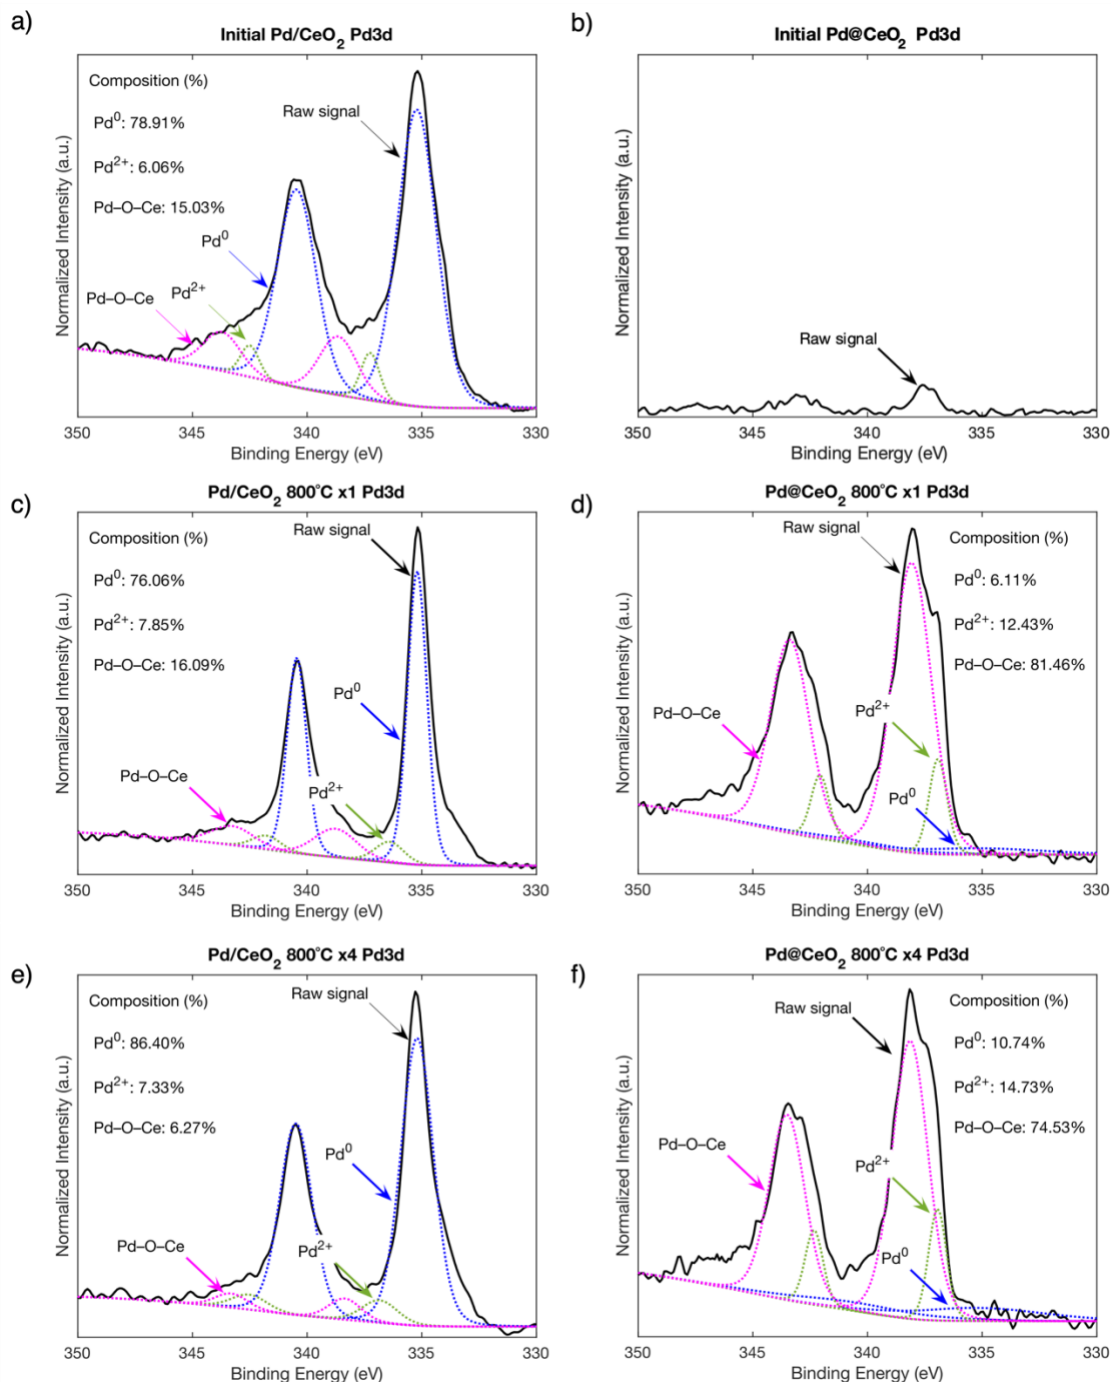 a)
Initial Pd/CeO₂ Pd3d
Composition (%)
Pd⁰: 78.91%
Pd²⁺: 6.06%
Pd–O–Ce: 15.03%
Raw signal
Pd⁰
Pd²⁺
Pd–O–Ce
Normalized Intensity (a.u.)
350 345 340 335 330
Binding Energy (eV)
b)
Initial Pd@CeO₂ Pd3d
Raw signal
Normalized Intensity (a.u.)
350 345 340 335 330
Binding Energy (eV)
c)
Pd/CeO₂ 800°C x1 Pd3d
Composition (%)
Pd⁰: 76.06%
Pd²⁺: 7.85%
Pd–O–Ce: 16.09%
Raw signal
Pd⁰
Pd–O–Ce
Pd²⁺
Normalized Intensity (a.u.)
350 345 340 335 330
Binding Energy (eV)
d)
Pd@CeO₂ 800°C x1 Pd3d
Raw signal
Composition (%)
Pd⁰: 6.11%
Pd²⁺: 12.43%
Pd–O–Ce: 81.46%
Pd–O–Ce
Pd²⁺
Pd⁰
Normalized Intensity (a.u.)
350 345 340 335 330
Binding Energy (eV)
e)
Pd/CeO₂ 800°C x4 Pd3d
Raw signal
Composition (%)
Pd⁰: 86.40%
Pd²⁺: 7.33%
Pd–O–Ce: 6.27%
Pd⁰
Pd–O–Ce
Pd²⁺
Normalized Intensity (a.u.)
350 345 340 335 330
Binding Energy (eV)
f)
Pd@CeO₂ 800°C x4 Pd3d
Raw signal
Composition (%)
Pd⁰: 10.74%
Pd²⁺: 14.73%
Pd–O–Ce: 74.53%
Pd–O–Ce
Pd²⁺
Pd⁰
Normalized Intensity (a.u.)
350 345 340 335 330
Binding Energy (eV)